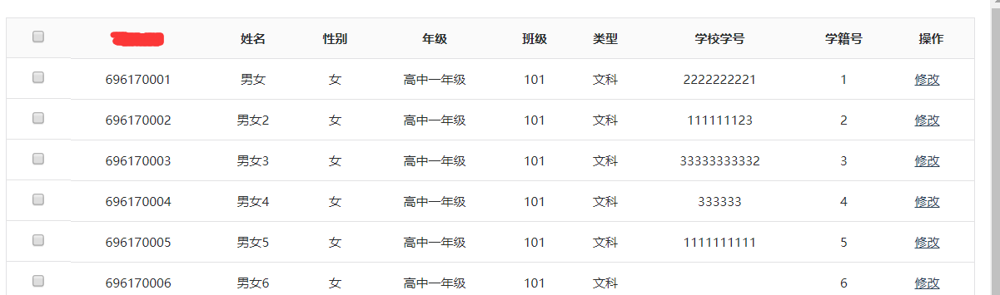 姓名 性别 年级 班级 类型 学校学号 学籍号 操作
696170001 男女 女 高中一年级 101 文科 2222222221 1 修改
696170002 男女2 女 高中一年级 101 文科 111111123 2 修改
696170003 男女3 女 高中一年级 101 文科 33333333332 3 修改
696170004 男女4 女 高中一年级 101 文科 333333 4 修改
696170005 男女5 女 高中一年级 101 文科 1111111111 5 修改
696170006 男女6 女 高中一年级 101 文科 6 修改